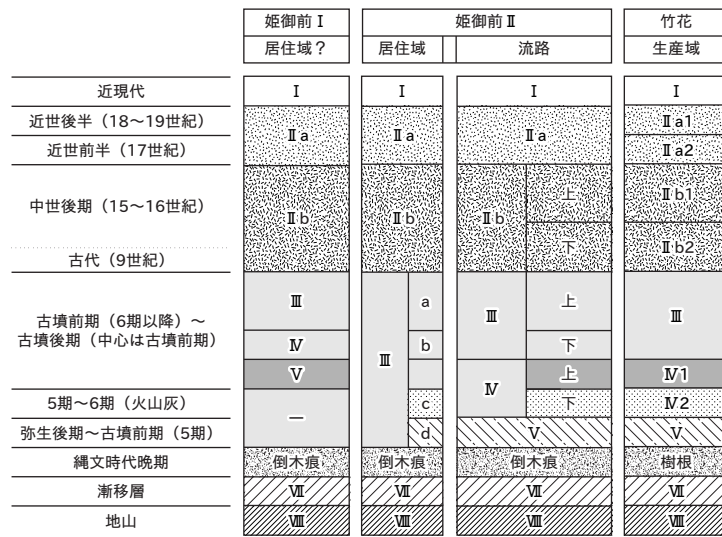 姫御前Ⅰ 姫御前Ⅱ 竹花
居住域？ 居住域 流路 生産域
近現代 Ⅰ Ⅰ Ⅰ Ⅰ
近世後半（18～19世紀） Ⅱa Ⅱa Ⅱa Ⅱa1
近世前半（17世紀） Ⅱa2
中世後期（15～16世紀） Ⅱb Ⅱb Ⅱb 上 Ⅱb1
古代（9世紀） 下 Ⅱb2
古墳前期（6期以降）～
古墳後期（中心は古墳前期）
Ⅲ Ⅲ a Ⅲ 上 Ⅲ
Ⅳ b 下
Ⅴ Ⅳ 上 Ⅳ1
5期～6期（火山灰） － c 下 Ⅳ2
弥生後期～古墳前期（5期） d Ⅴ Ⅴ
縄文時代晩期 倒木痕 倒木痕 倒木痕 樹根
漸移層 Ⅶ Ⅶ Ⅶ Ⅶ
地山 Ⅷ Ⅷ Ⅷ Ⅷ